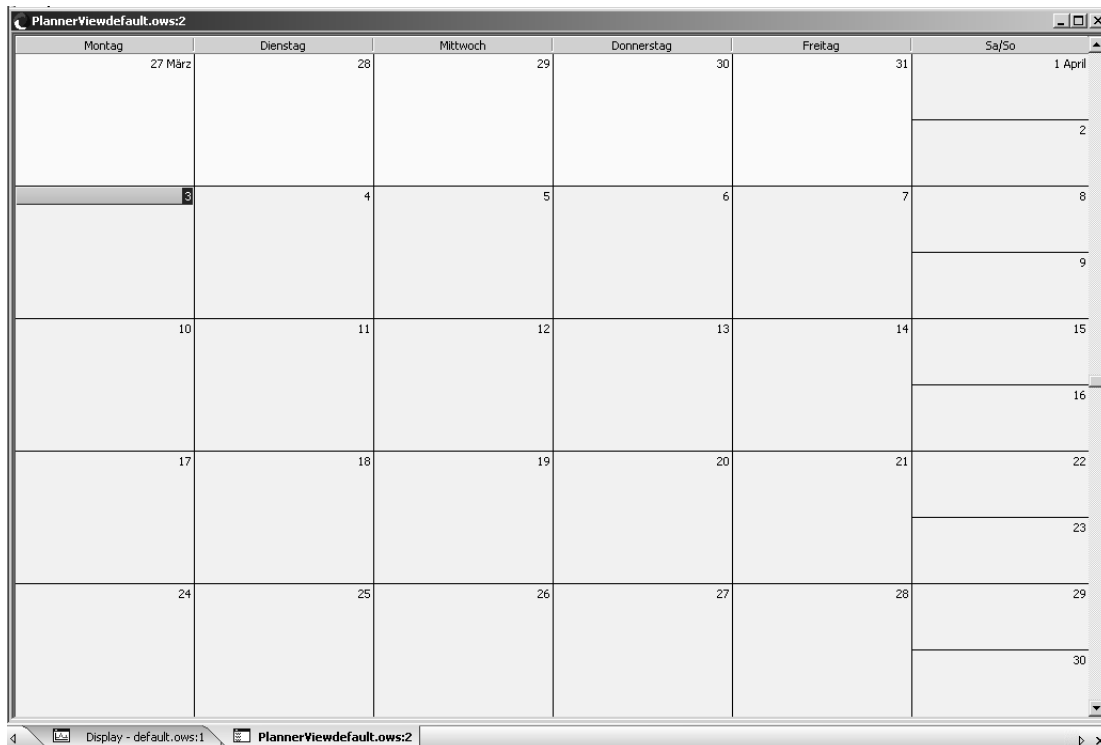 PlannerViewdefault.ows:2
Montag Dienstag Mittwoch Donnerstag Freitag Sa/So
27 März 28 29 30 31 1 April
2
3 4 5 6 7 8
9
10 11 12 13 14 15
16
17 18 19 20 21 22
23
24 25 26 27 28 29
30
Display - default.ows:1 PlannerViewdefault.ows:2